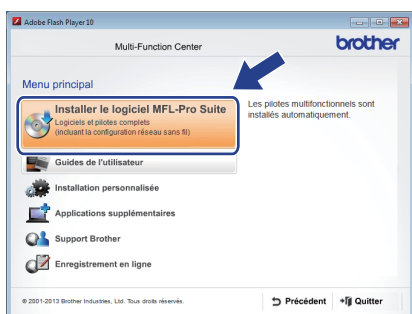 Adobe Flash Player 10
Multi-Function Center
brother
Menu principal
Installer le logiciel MFL-Pro Suite
Logiciels et pilotes complets
(incluant la configuration réseau sans fil)
Les pilotes multifonctionnels sont
installés automatiquement.
Guides de l'utilisateur
Installation personnalisée
Applications supplémentaires
Support Brother
Enregistrement en ligne
© 2001-2013 Brother Industries, Ltd. Tous droits réservés.
Précédent
Quitter